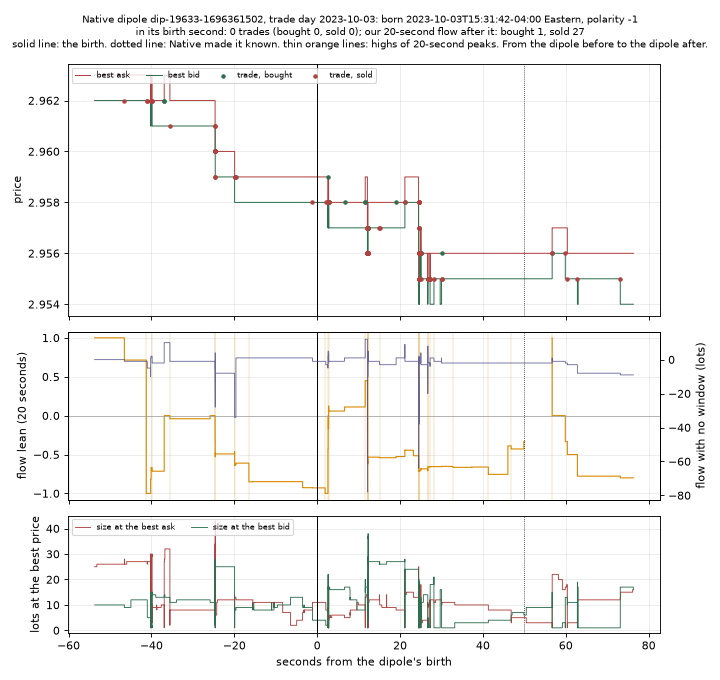 Native dipole dip-19633-1696361502, trade day 2023-10-03: born 2023-10-03T15:31:42-04:00 Eastern, polarity -1
in its birth second: 0 trades (bought 0, sold 0); our 20-second flow after it: bought 1, sold 27
solid line: the birth. dotted line: Native made it known. thin orange lines: highs of 20-second peaks. From the dipole before to the dipole after.
best ask best bid trade, bought trade, sold
2.962
2.960
2.958
2.956
2.954
price
1.0
0.5
0.0
−0.5
−1.0
flow lean (20 seconds)
0
−20
−40
−60
−80
flow with no window (lots)
size at the best ask size at the best bid
40
30
20
10
0
lots at the best price
−60 −40 −20 0 20 40 60 80
seconds from the dipole's birth